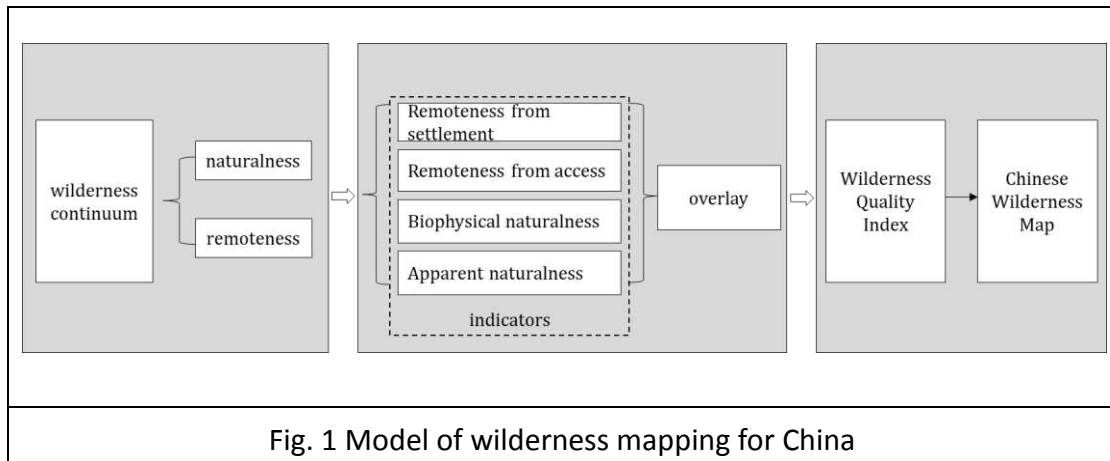 wilderness
continuum
naturalness
remoteness
Remoteness from
settlement
Remoteness from access
Biophysical naturalness
Apparent naturalness
indicators
overlay
Wilderness
Quality
Index
Chinese
Wilderness
Map
Fig. 1 Model of wilderness mapping for China